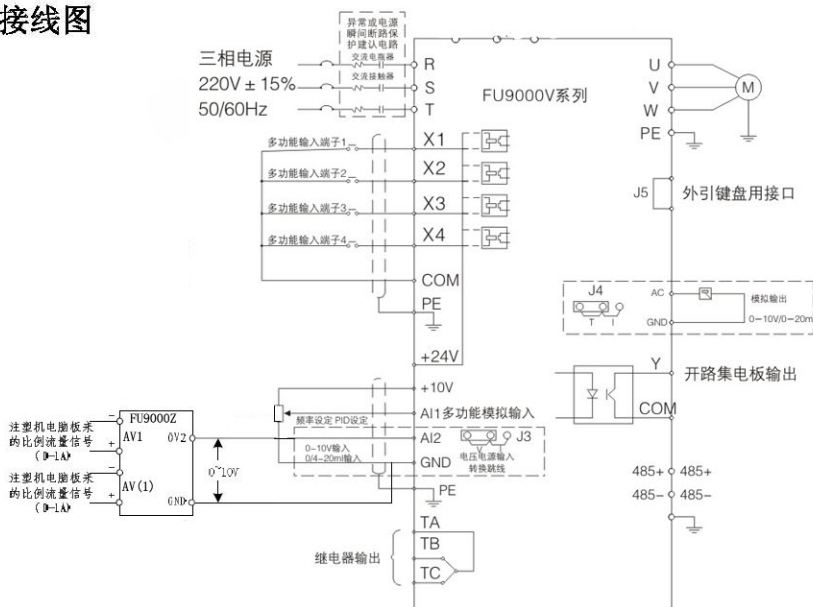 接线图
异常或电源
瞬间断路保
护建认电路
交流电瓶器
交流接触器
三相电源
220V ± 15%
50/60Hz
R
S
T
FU9000V系列
U
V
W
PE
M
多功能输入端子1
多功能输入端子2
多功能输入端子3
多功能输入端子4
X1
X2
X3
X4
COM
PE
+24V
J5
外引键盘用接口
J4
T
I
AC
GND
模拟输出
0-10V/0-20m
Y
COM
开路集电板输出
+10V
AI1多功能模拟输入
频率设定 PID设定
AI2
GND
PE
0-10V输入
0/4-20ml输入
J3
V
I
电压电源输入
转换跳线
注塑机电脑板来
的比例流量信号
(0-1A)
注塑机电脑板来
的比例流量信号
(0-1A)
FU9000Z
AV1
AV(1)
0V2
GND
0~10V
485+
485+
485-
485-
TA
TB
TC
继电器输出